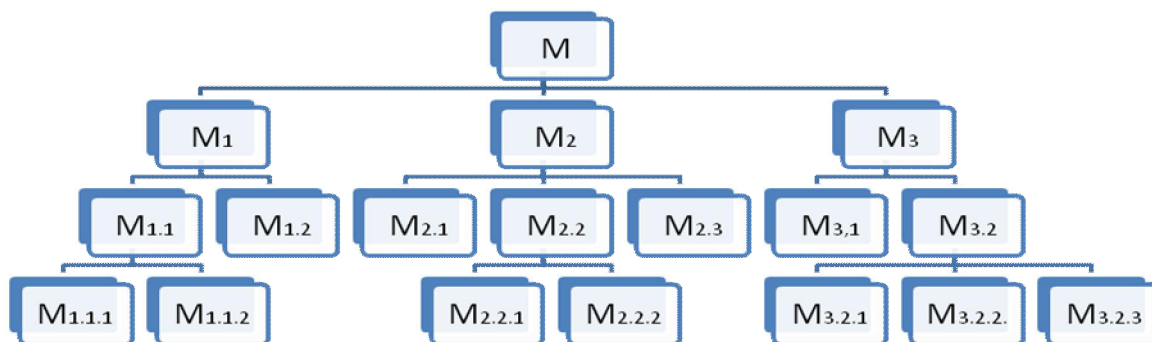 M
M₁ M₂ M₃
M₁.₁ M₁.₂ M₂.₁ M₂.₂ M₂.₃ M₃,₁ M₃.₂
M₁.₁.₁ M₁.₁.₂ M₂.₂.₁ M₂.₂.₂ M₃.₂.₁ M₃.₂.₂. M₃.₂.₃